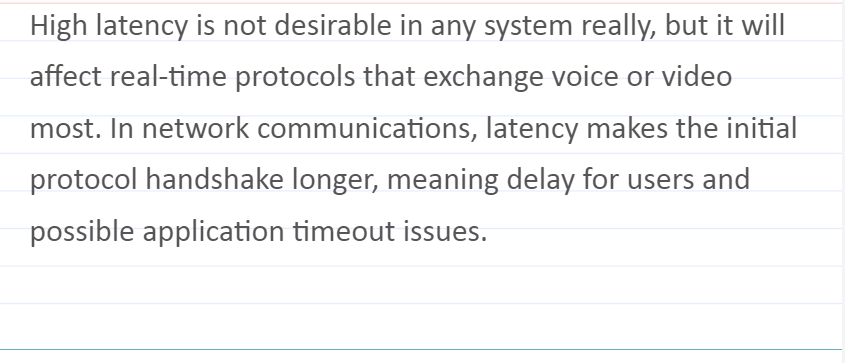 High latency is not desirable in any system really, but it will
affect real-time protocols that exchange voice or video
most. In network communications, latency makes the initial
protocol handshake longer, meaning delay for users and
possible application timeout issues.